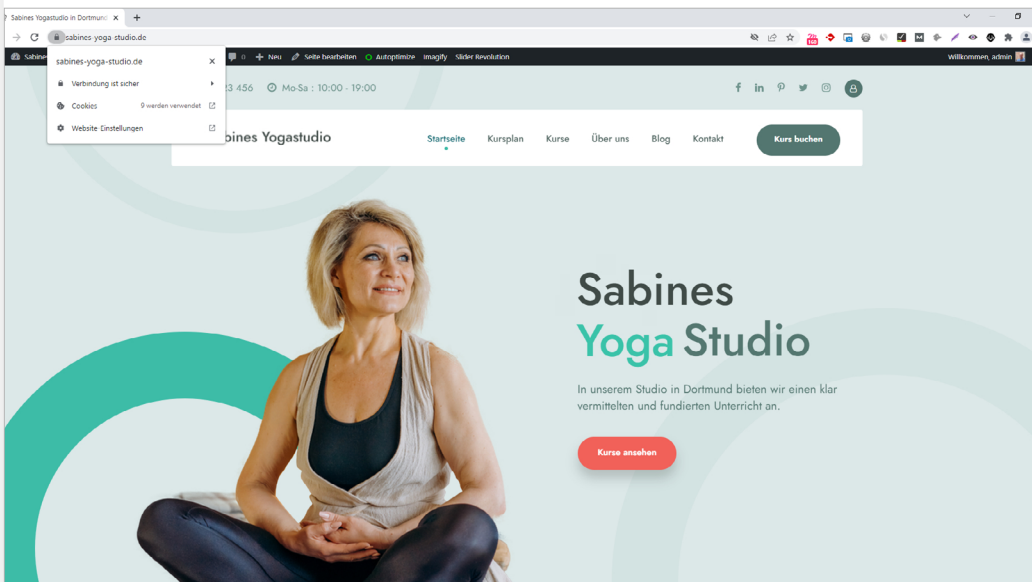 Sabines Yogastudio in Dortmund
sabines-yoga-studio.de
sabines-yoga-studio.de
Verbindung ist sicher
Cookies 9 werden verwendet
Website-Einstellungen
0 Neu Seite bearbeiten Autoptimize Imagify Slider Revolution Willkommen, admin
456 Mo-Sa : 10:00 - 19:00
Yogastudio
Startseite Kursplan Kurse Über uns Blog Kontakt Kurs buchen
Sabines
Yoga Studio
In unserem Studio in Dortmund bieten wir einen klar
vermittelten und fundierten Unterricht an.
Kurse ansehen